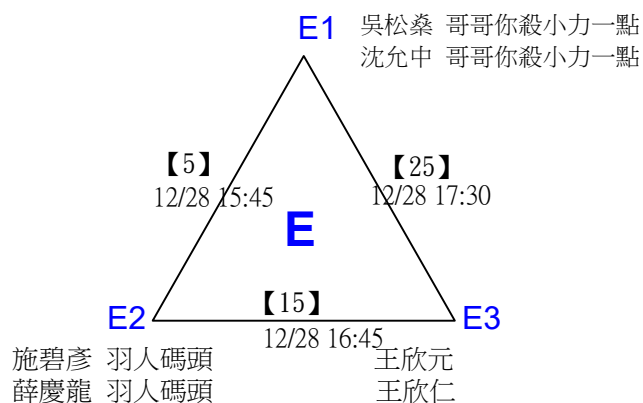 E1
吳松燊 哥哥你殺小力一點
沈允中 哥哥你殺小力一點
【5】
12/28 15:45
【25】
12/28 17:30
E
E2
【15】
12/28 16:45
E3
施碧彥 羽人碼頭
薛慶龍 羽人碼頭
王欣元
王欣仁